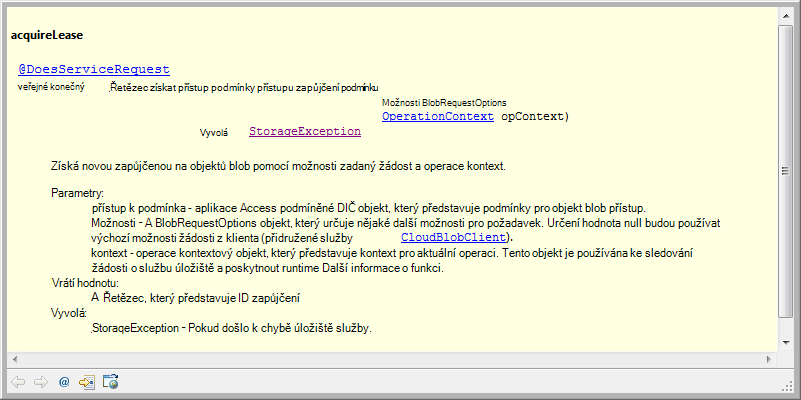 acquireLease
@DoesServiceRequest
veřejné konečný Řetězec získat přístup podmínky přístupu zapůjčení podmínku
Možnosti BlobRequestOptions
OperationContext opContext)
Vyvolá StorageException
Získá novou zapůjčenou na objektů blob pomocí možnosti zadaný žádost a operace kontext.
Parametry:
přístup k podmínka - aplikace Access podmíněné DIČ objekt, který představuje podmínky pro objekt blob přístup.
Možnosti - A BlobRequestOptions objekt, který určuje nějaké další možnosti pro požadavek. Určení hodnota null budou používat
výchozí možnosti žádosti z klienta (přidružené služby CloudBlobClient).
kontext - operace kontextový objekt, který představuje kontext pro aktuální operaci. Tento objekt je používána ke sledování
žádosti o službu úložiště a poskytnout runtime Další informace o funkci.
Vrátí hodnotu:
A Řetězec, který představuje ID zapůjčení
Vyvolá:
StorageException - Pokud došlo k chybě úložiště služby.